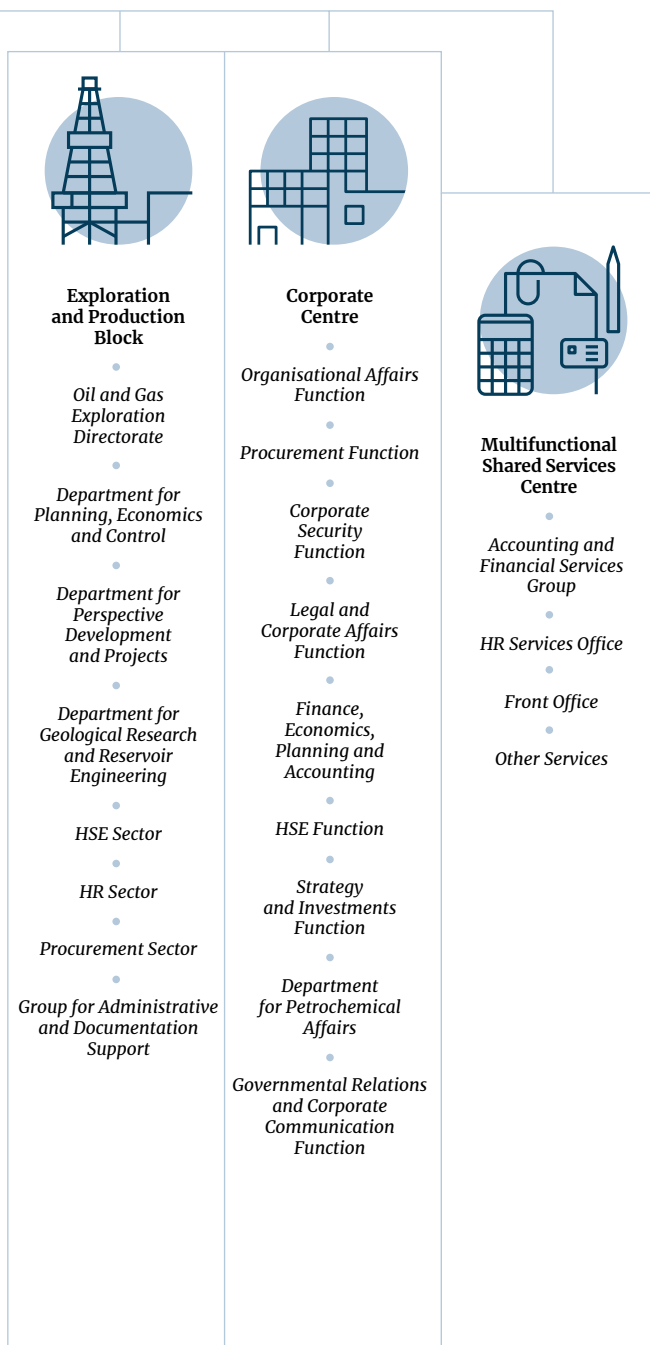 Exploration
and Production
Block
Oil and Gas
Exploration
Directorate
Department for
Planning, Economics
and Control
Department for
Perspective
Development
and Projects
Department for
Geological Research
and Reservoir
Engineering
HSE Sector
HR Sector
Procurement Sector
Group for Administrative
and Documentation
Support
Corporate
Centre
Organisational Affairs
Function
Procurement Function
Corporate
Security
Function
Legal and
Corporate Affairs
Function
Finance,
Economics,
Planning and
Accounting
HSE Function
Strategy
and Investments
Function
Department
for Petrochemical
Affairs
Governmental Relations
and Corporate
Communication
Function
Multifunctional
Shared Services
Centre
Accounting and
Financial Services
Group
HR Services Office
Front Office
Other Services